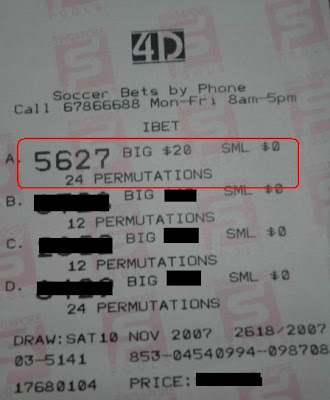 4D
Soccer Bets by Phone
Call 67866688 Mon-Fri 8am-5pm
IBET
A. 5627 BIG $20 SML $0
24 PERMUTATIONS
B. BIG SML $0
12 PERMUTATIONS
C. BIG SML $0
12 PERMUTATIONS
D. BIG SML $0
24 PERMUTATIONS
DRAW:SAT10 NOV 2007 2618/2007
03-5141 853-04540994-098708
17680104 PRICE: